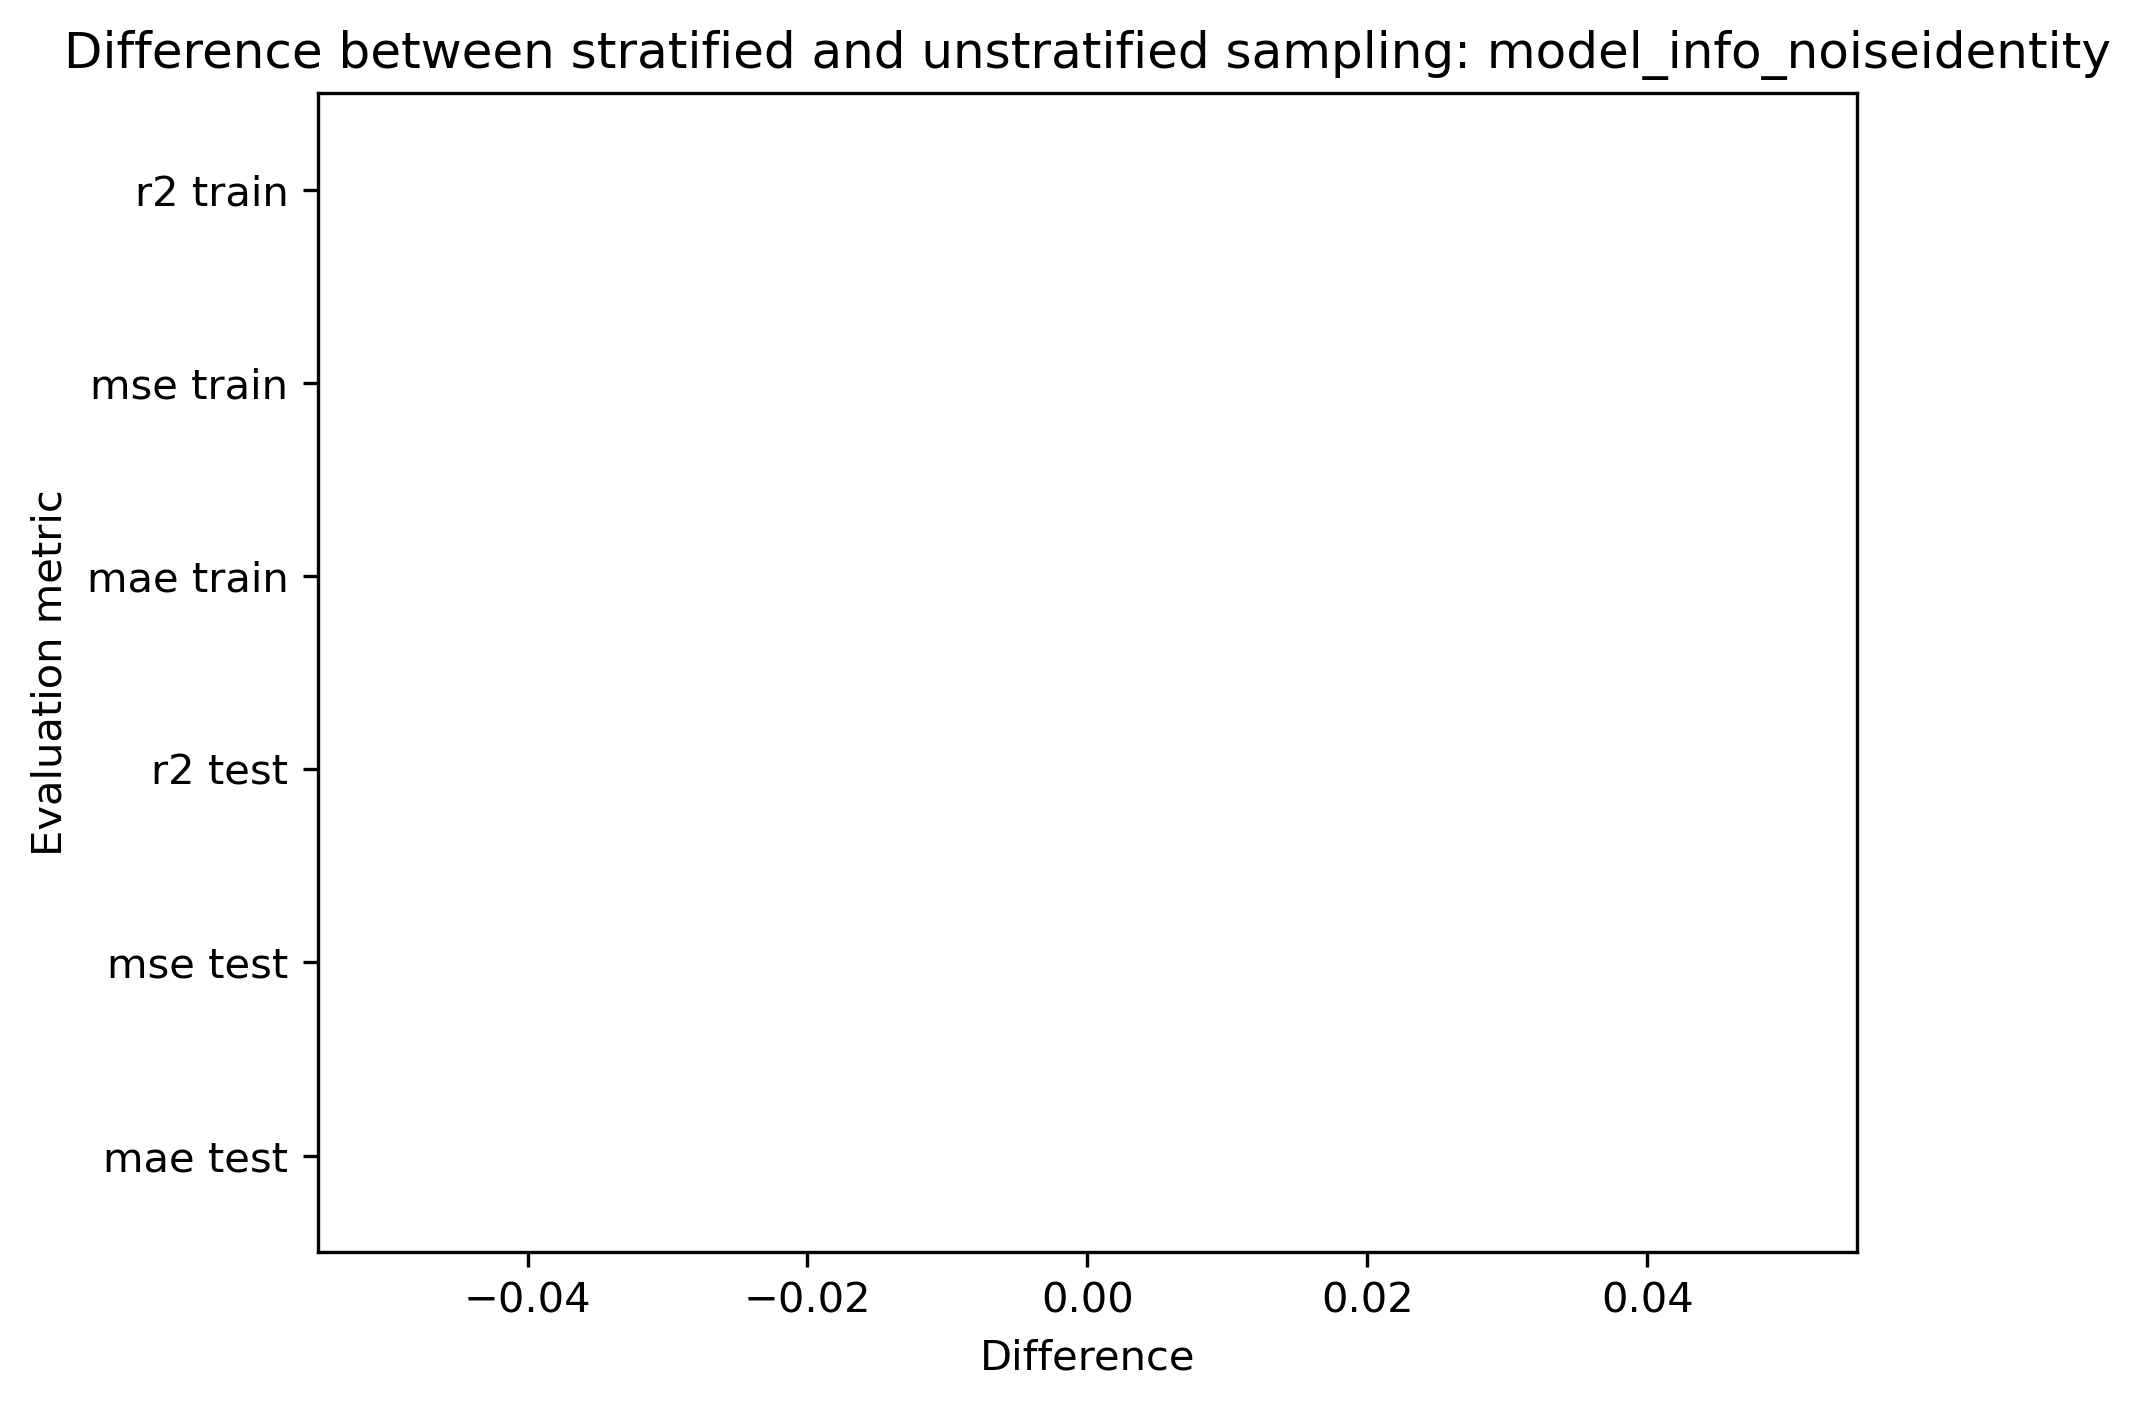 Difference between stratified and unstratified sampling: model_info_noiseidentity
r2 train
mse train
mae train
r2 test
mse test
mae test
Evaluation metric
−0.04
−0.02
0.00
0.02
0.04
Difference